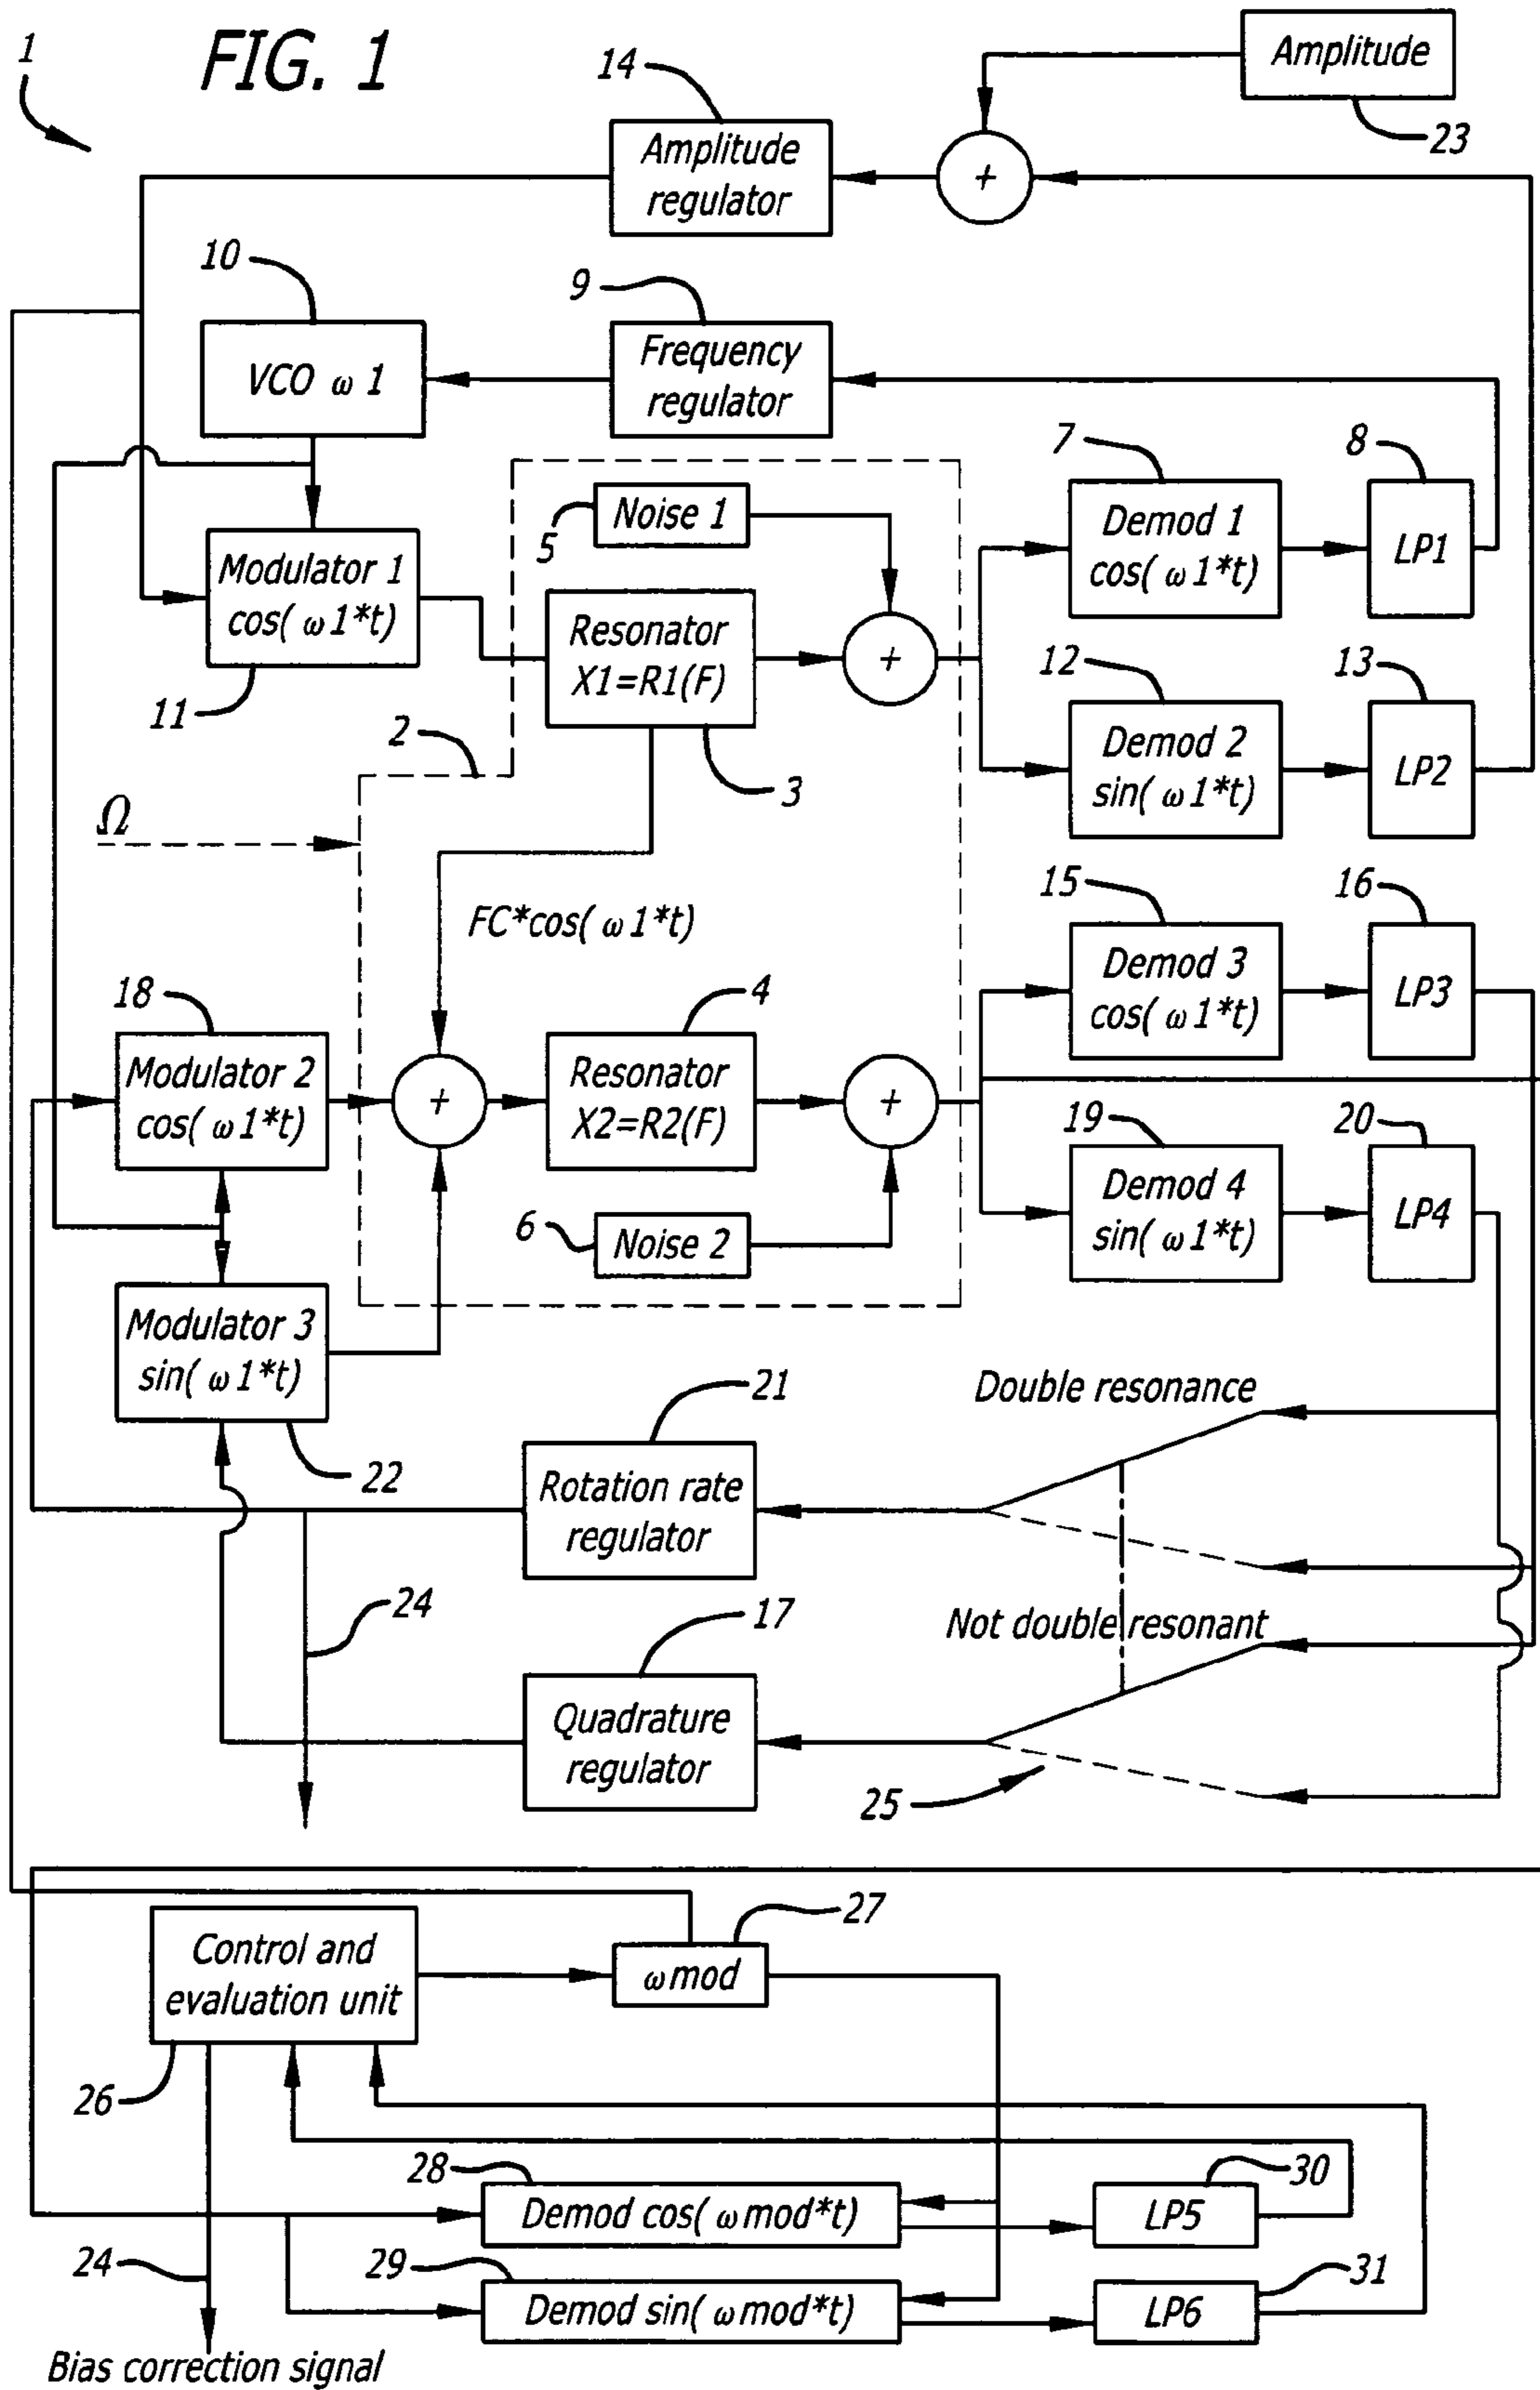 1
FIG. 1
14
Amplitude
23
Amplitude
regulator
+
10
9
VCO ω 1
Frequency
regulator
7
8
5
Noise 1
Demod 1
cos( ω 1*t)
LP1
Modulator 1
cos( ω 1*t)
11
Resonator
X1=R1(F)
+
12
13
2
3
Demod 2
sin( ω 1*t)
LP2
Ω
FC*cos( ω 1*t)
15
16
Demod 3
cos( ω 1*t)
LP3
18
4
Modulator 2
cos( ω 1*t)
+
Resonator
X2=R2(F)
+
19
20
6
Noise 2
Demod 4
sin( ω 1*t)
LP4
Modulator 3
sin( ω 1*t)
22
21
Double resonance
Rotation rate
regulator
24
17
Not double resonant
Quadrature
regulator
25
27
Control and
evaluation unit
ω mod
26
28
30
Demod cos( ω mod*t)
LP5
24
29
31
Demod sin( ω mod*t)
LP6
Bias correction signal